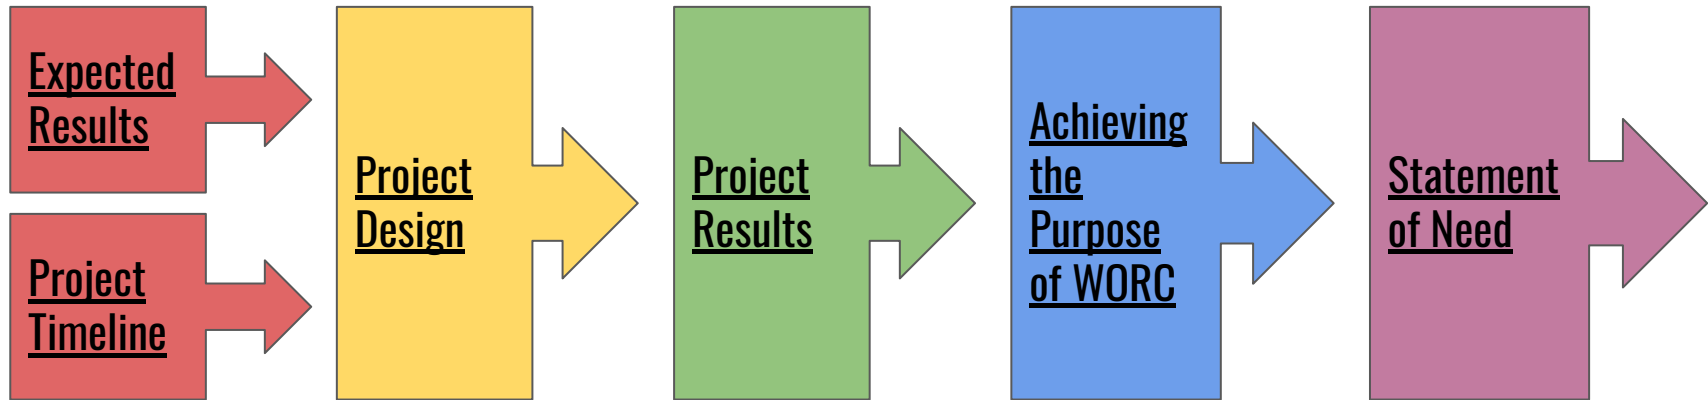 Expected
Results
Project
Timeline
Project
Design
Project
Results
Achieving
the
Purpose
of WORC
Statement
of Need